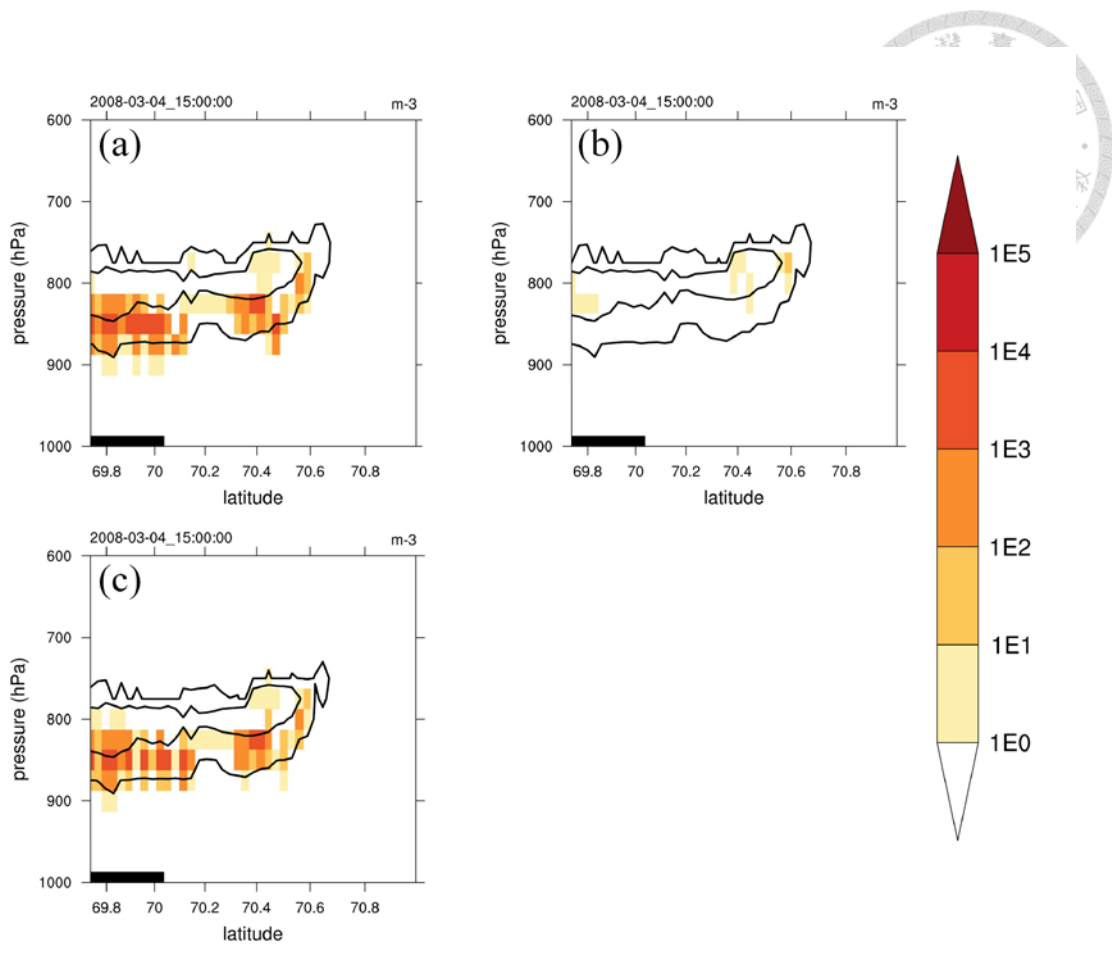 2008-03-04_15:00:00 m-3
(a)
600
700
800
900
1000
pressure (hPa)
69.8 70 70.2 70.4 70.6 70.8
latitude
2008-03-04_15:00:00 m-3
(b)
600
700
800
900
1000
pressure (hPa)
69.8 70 70.2 70.4 70.6 70.8
latitude
1E5
1E4
1E3
1E2
1E1
1E0
2008-03-04_15:00:00 m-3
(c)
600
700
800
900
1000
pressure (hPa)
69.8 70 70.2 70.4 70.6 70.8
latitude